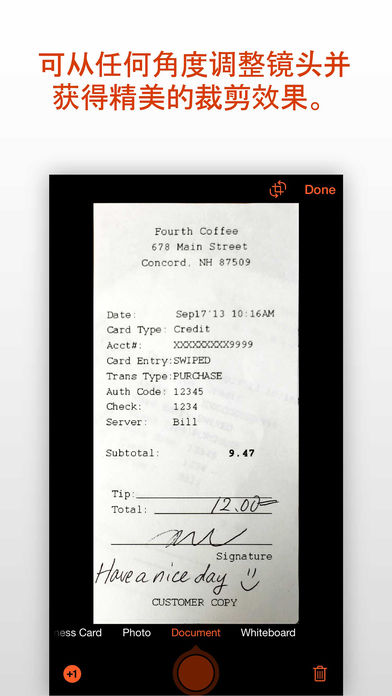 可从任何角度调整镜头并
获得精美的裁剪效果。
Done
Fourth Coffee
678 Main Street
Concord, NH 87509
Date: Sep17'13 10:16AM
Card Type: Credit
Acct#: XXXXXXXXX9999
Card Entry:SWIPED
Trans Type:PURCHASE
Auth Code: 12345
Check: 1234
Server: Bill
Subtotal: 9.47
Tip:
Total: 12.00
Signature
Have a nice day
CUSTOMER COPY
ness Card Photo Document Whiteboard
+1